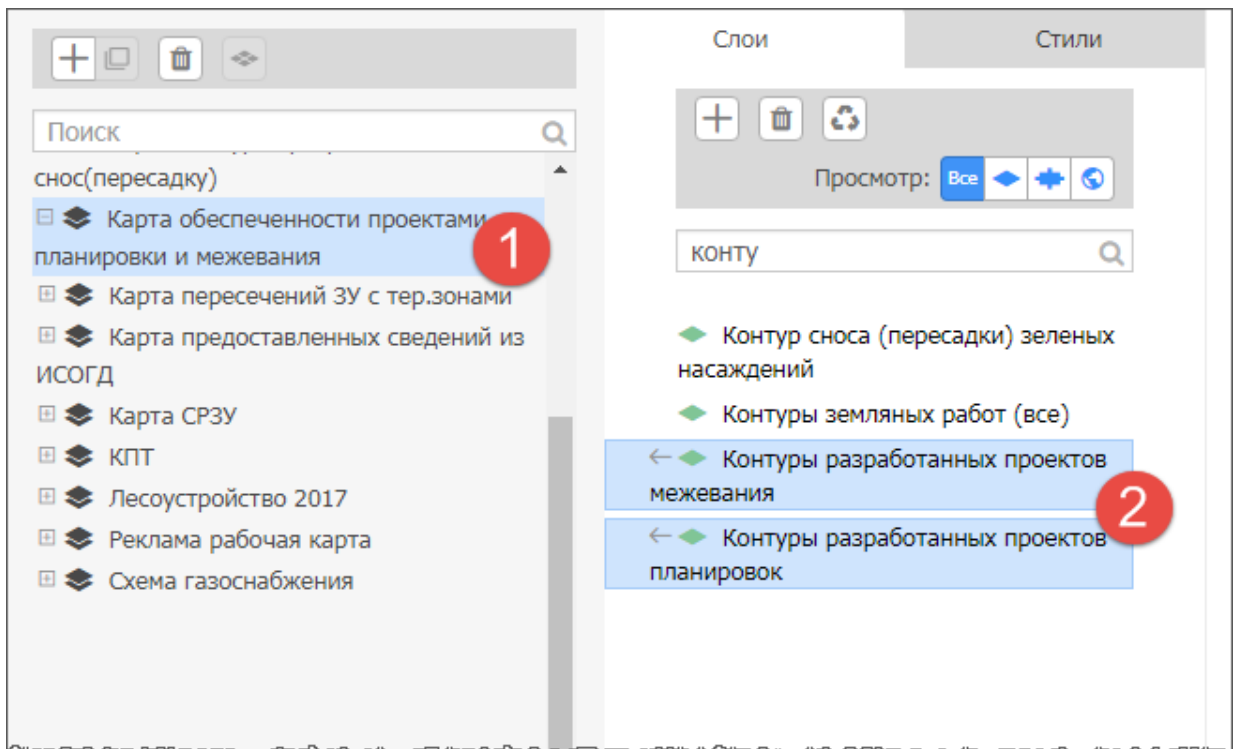 Поиск
снос(пересадку)
Карта обеспеченности проектами
планировки и межевания
1
Карта пересечений ЗУ с тер.зонами
Карта предоставленных сведений из
ИСОГД
Карта СРЗУ
КПТ
Лесоустройство 2017
Реклама рабочая карта
Схема газоснабжения
Слои
Стили
Просмотр: Все
конту
Контур сноса (пересадки) зеленых
насаждений
Контуры земляных работ (все)
Контуры разработанных проектов
межевания
2
Контуры разработанных проектов
планировок